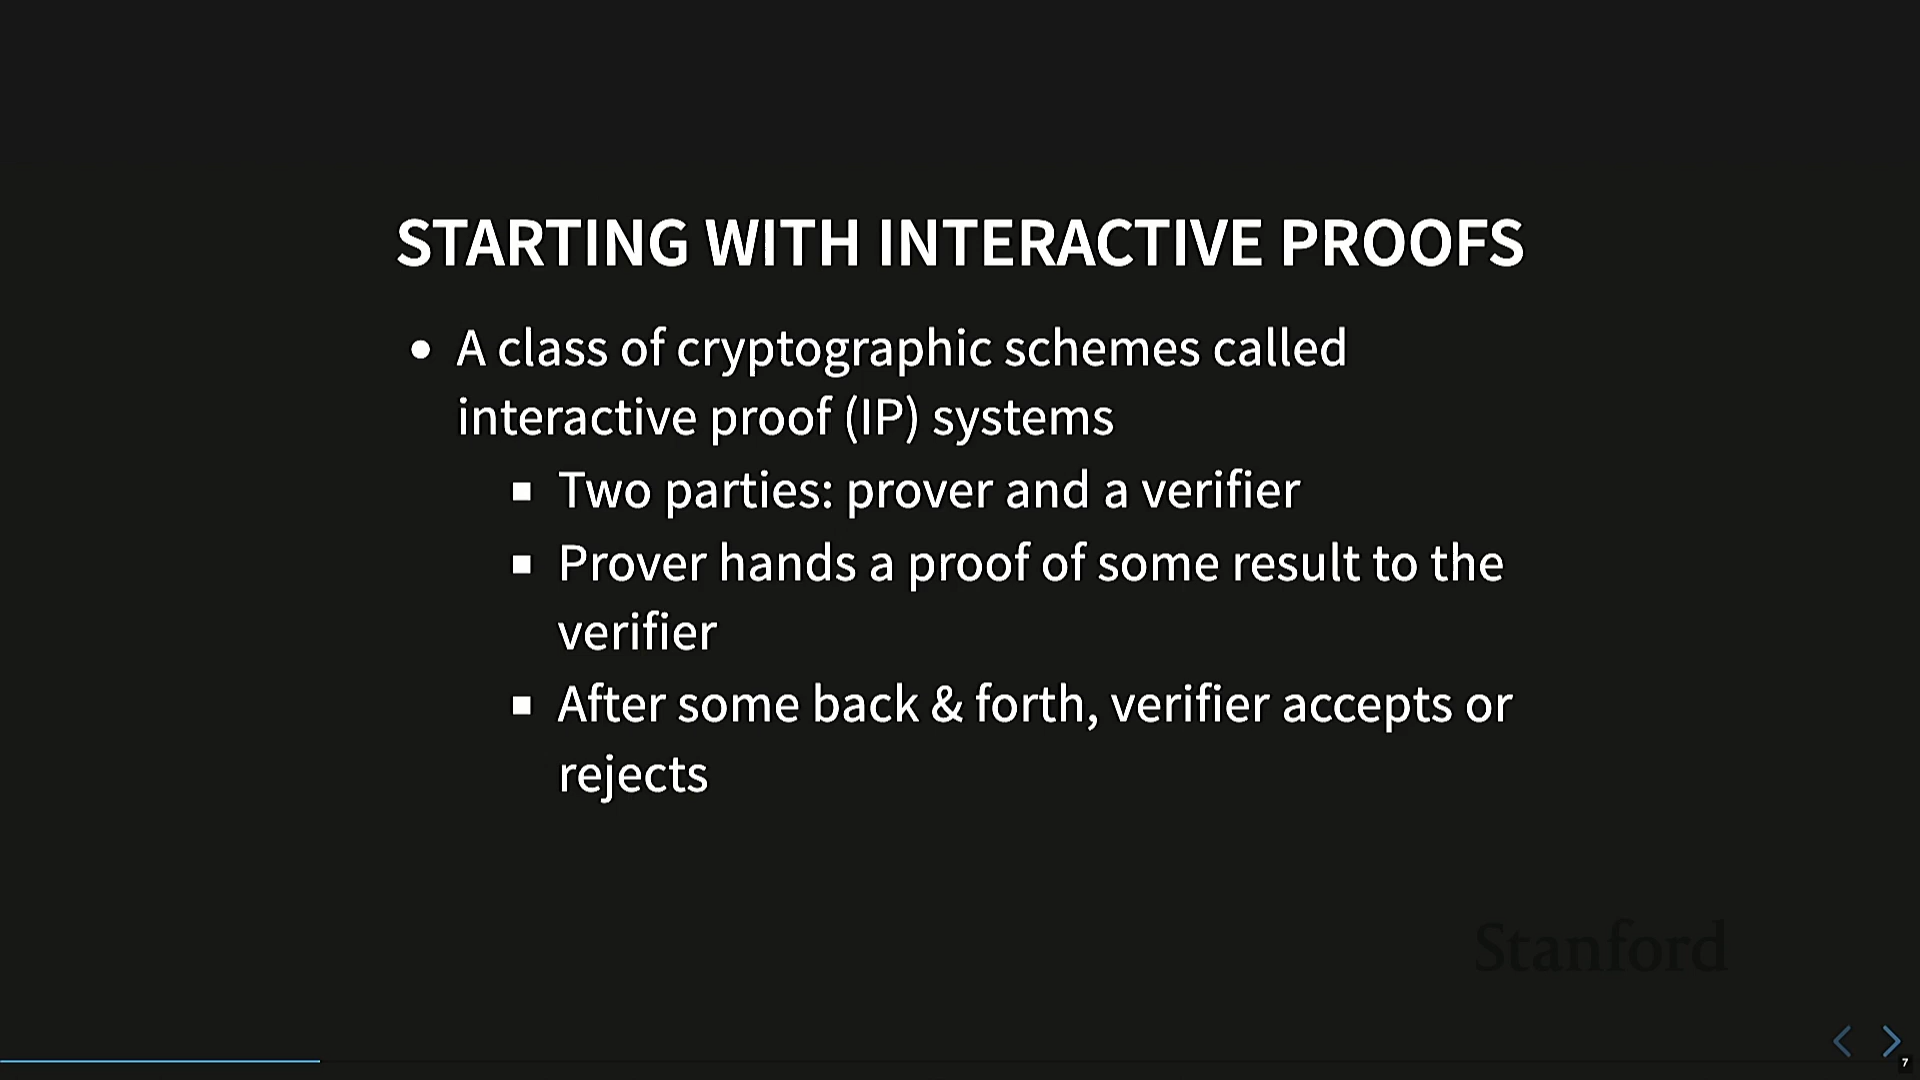 STARTING WITH INTERACTIVE PROOFS
• A class of cryptographic schemes called
interactive proof (IP) systems
▪ Two parties: prover and a verifier
▪ Prover hands a proof of some result to the
verifier
▪ After some back & forth, verifier accepts or
rejects
Stanford
7